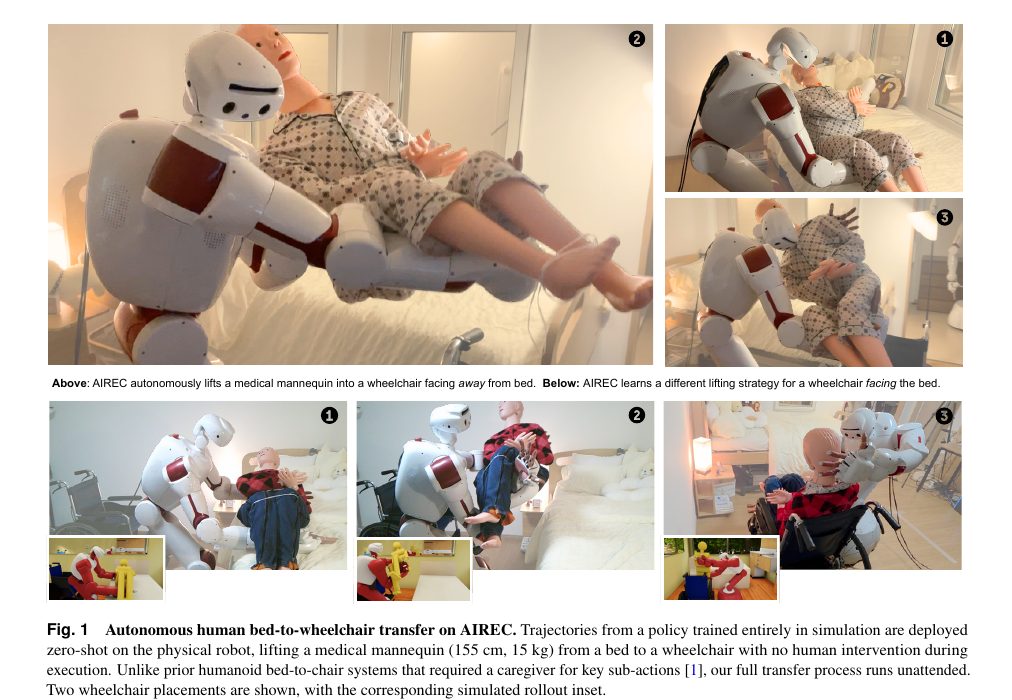 2
1
3
Above: AIREC autonomously lifts a medical mannequin into a wheelchair facing away from bed. Below: AIREC learns a different lifting strategy for a wheelchair facing the bed.
1
2
3
Fig. 1 Autonomous human bed-to-wheelchair transfer on AIREC. Trajectories from a policy trained entirely in simulation are deployed
zero-shot on the physical robot, lifting a medical mannequin (155 cm, 15 kg) from a bed to a wheelchair with no human intervention during
execution. Unlike prior humanoid bed-to-chair systems that required a caregiver for key sub-actions [1], our full transfer process runs unattended.
Two wheelchair placements are shown, with the corresponding simulated rollout inset.